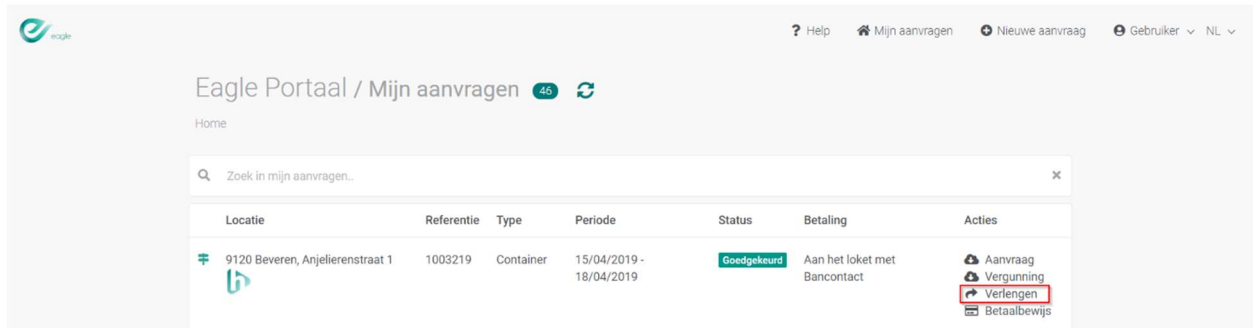 eagle
? Help Mijn aanvragen Nieuwe aanvraag Gebruiker NL
Eagle Portaal / Mijn aanvragen 46
Home
Zoek in mijn aanvragen..
Locatie Referentie Type Periode Status Betaling Acties
9120 Beveren, Anjelierenstraat 1 1003219 Container 15/04/2019 - Goedgekeurd Aan het loket met Aanvraag
18/04/2019 Bancontact Vergunning
Verlengen
Betaalbewijs